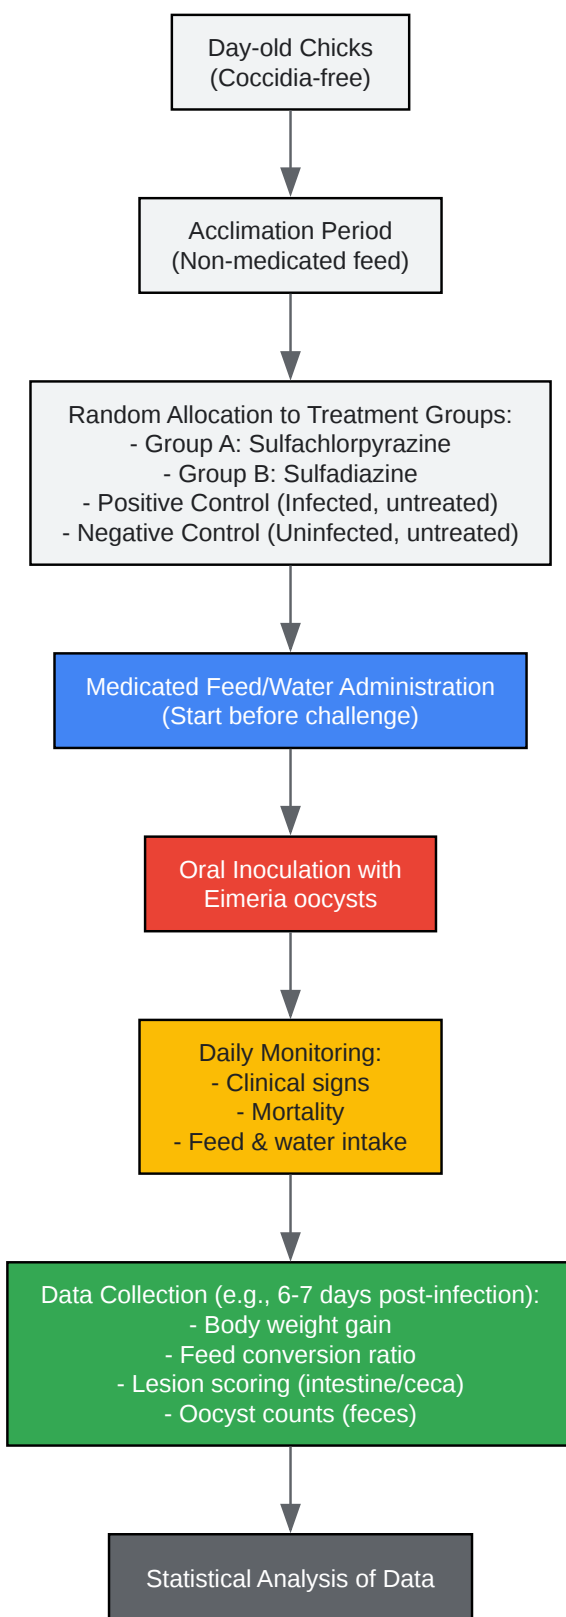 Day-old Chicks
(Coccidia-free)
Acclimation Period
(Non-medicated feed)
Random Allocation to Treatment Groups:
- Group A: Sulfachlorpyrazine
- Group B: Sulfadiazine
- Positive Control (Infected, untreated)
- Negative Control (Uninfected, untreated)
Medicated Feed/Water Administration
(Start before challenge)
Oral Inoculation with
Eimeria oocysts
Daily Monitoring:
- Clinical signs
- Mortality
- Feed & water intake
Data Collection (e.g., 6-7 days post-infection):
- Body weight gain
- Feed conversion ratio
- Lesion scoring (intestine/ceca)
- Oocyst counts (feces)
Statistical Analysis of Data